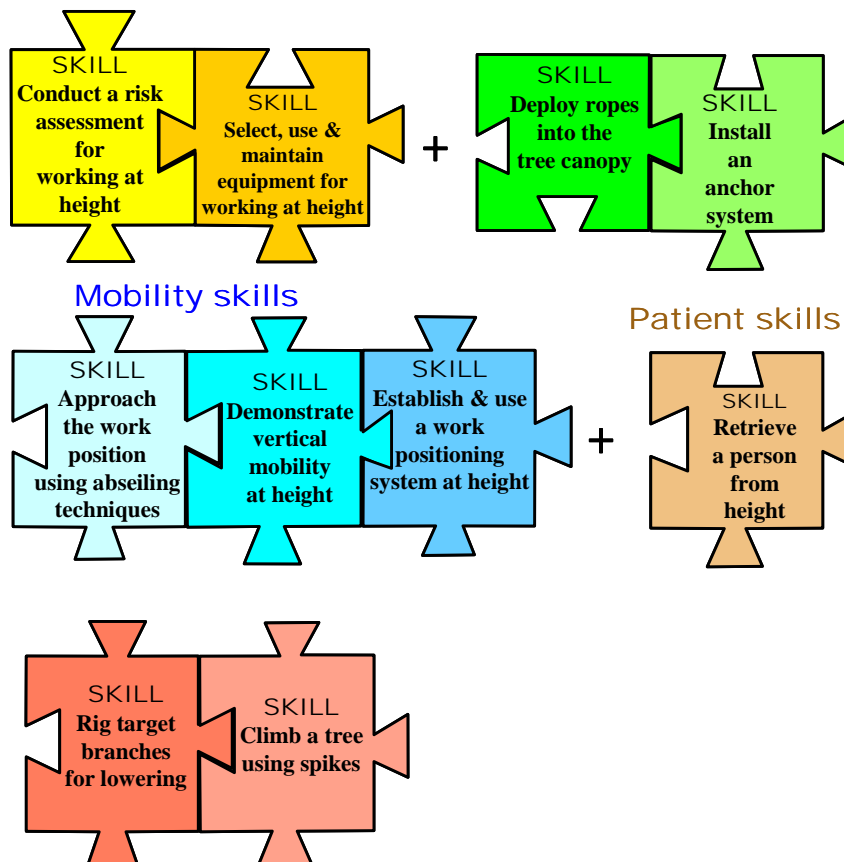 SKILL
Conduct a risk
assessment
for
working at
height
SKILL
Select, use &
maintain
equipment for
working at height
+
SKILL
Deploy ropes
into the
tree canopy
SKILL
Install
an
anchor
system
Mobility skills
Patient skills
SKILL
Approach
the work
position
using abseiling
techniques
SKILL
Demonstrate
vertical
mobility
at height
SKILL
Establish & use
a work
positioning
system at height
+
SKILL
Retrieve
a person
from
height
SKILL
Rig target
branches
for lowering
SKILL
Climb a tree
using spikes